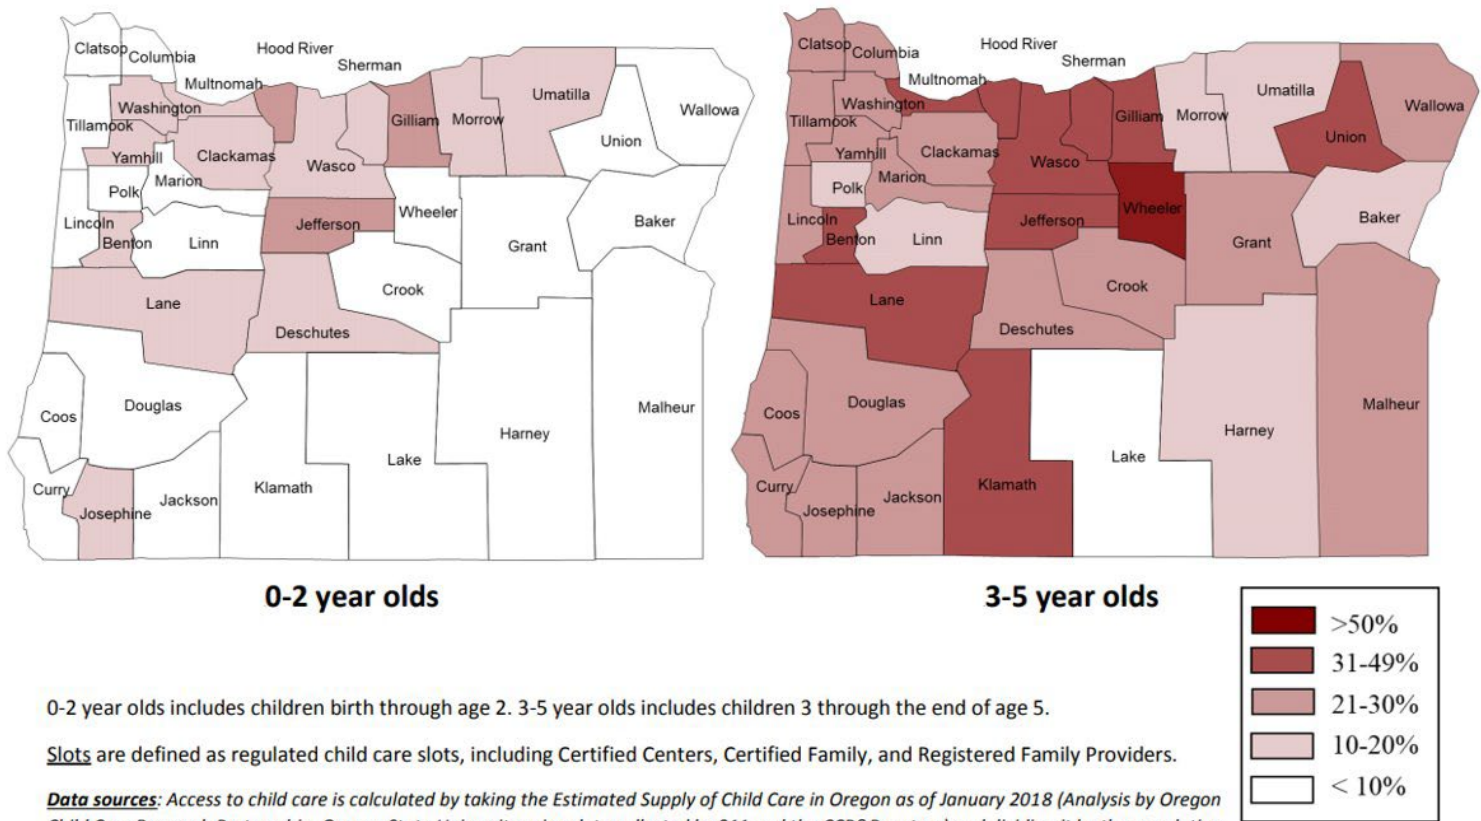 Clatsop
Columbia
Hood River
Sherman
Multnomah
Washington
Tillamook
Gilliam
Morrow
Umatilla
Wallowa
Union
Yamhill
Clackamas
Wasco
Polk
Marion
Lincoln
Benton
Linn
Jefferson
Wheeler
Grant
Baker
Lane
Crook
Deschutes
Coos
Douglas
Malheur
Harney
Lake
Curry
Josephine
Jackson
Klamath
0-2 year olds
Clatsop
Columbia
Hood River
Sherman
Multnomah
Washington
Tillamook
Gilliam
Morrow
Umatilla
Wallowa
Union
Yamhill
Clackamas
Wasco
Polk
Marion
Lincoln
Benton
Linn
Jefferson
Wheeler
Grant
Baker
Lane
Crook
Deschutes
Coos
Douglas
Malheur
Harney
Lake
Curry
Josephine
Jackson
Klamath
3-5 year olds
>50%
31-49%
21-30%
10-20%
< 10%
0-2 year olds includes children birth through age 2. 3-5 year olds includes children 3 through the end of age 5.
Slots are defined as regulated child care slots, including Certified Centers, Certified Family, and Registered Family Providers.
Data sources: Access to child care is calculated by taking the Estimated Supply of Child Care in Oregon as of January 2018 (Analysis by Oregon